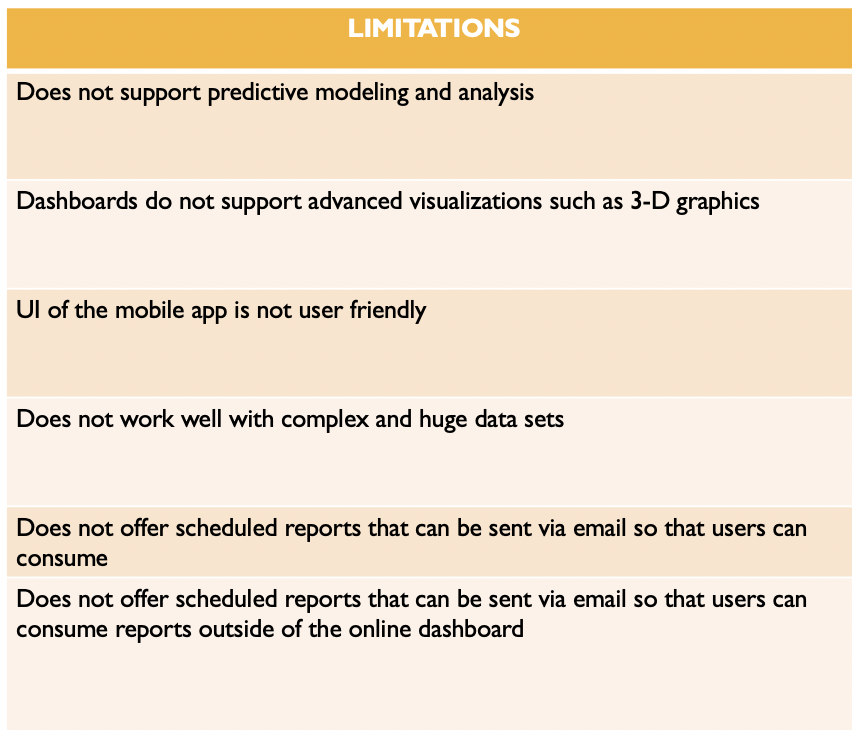 LIMITATIONS
Does not support predictive modeling and analysis
Dashboards do not support advanced visualizations such as 3-D graphics
UI of the mobile app is not user friendly
Does not work well with complex and huge data sets
Does not offer scheduled reports that can be sent via email so that users can
consume
Does not offer scheduled reports that can be sent via email so that users can
consume reports outside of the online dashboard